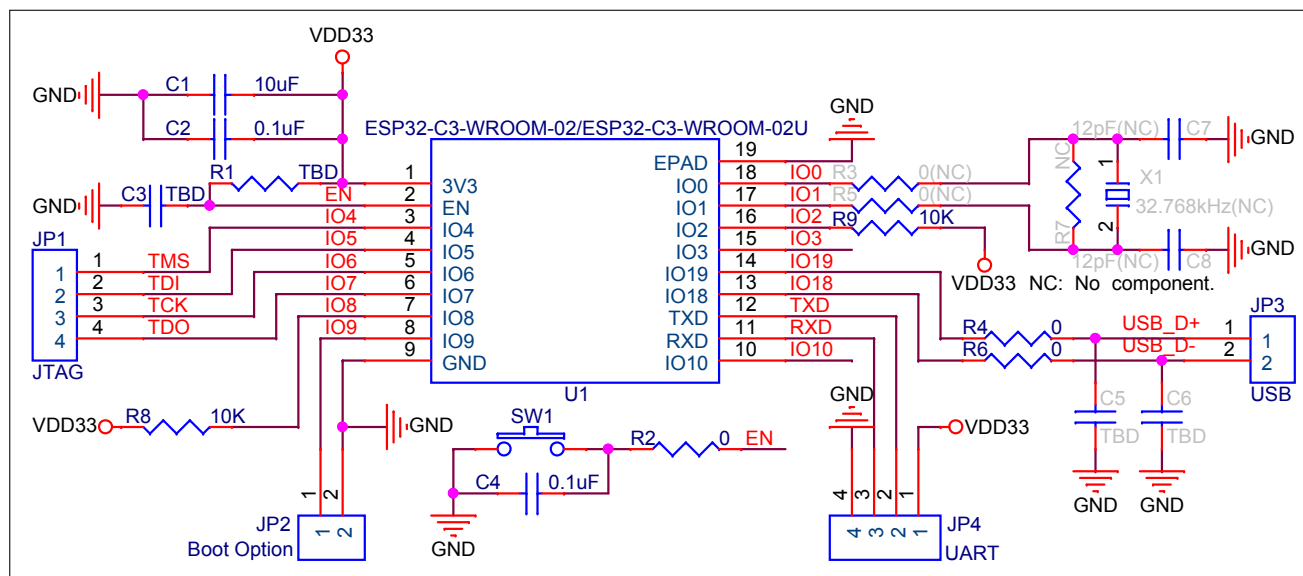 VDD33
C1 10uF
GND
C2 0.1uF
ESP32-C3-WROOM-02/ESP32-C3-WROOM-02U
R1 TBD
C3 TBD
GND
EN
IO4
IO5
IO6
IO7
IO8
IO9
1 3V3
2 EN
3 IO4
4 IO5
5 IO6
6 IO7
7 IO8
8 IO9
9 GND
U1
19 EPAD
18 IO0
17 IO1
16 IO2
15 IO3
14 IO19
13 IO18
12 TXD
11 RXD
10 IO10
GND
IO0 R3 0(NC)
IO1 R5 0(NC)
IO2 R9 10K
IO3
IO19
IO18
TXD
RXD
IO10
VDD33
12pF(NC) C7 GND
NC
R7
1
X1
32.768kHz(NC)
2
12pF(NC) C8 GND
NC: No component.
JP1
1 1 TMS
2 2 TDI
3 3 TCK
4 4 TDO
JTAG
R4 0 USB_D+ 1 1
R6 0 USB_D- 2 2
JP3
USB
C5 TBD
C6 TBD
GND
GND
VDD33 R8 10K
GND
1 2
1 2
JP2
Boot Option
SW1
R2 0 EN
C4 0.1uF
GND
GND
VDD33
4 3 2 1
4 3 2 1
JP4
UART